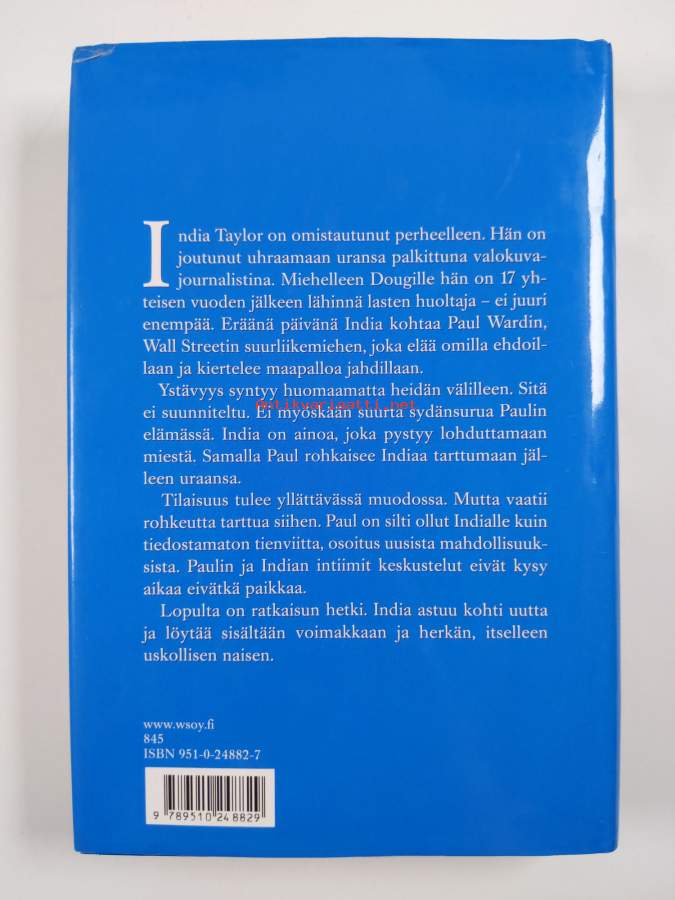 India Taylor on omistautunut perheelleen. Hän on
joutunut uhraamaan uransa palkittuna valokuva-
journalistina. Miehelleen Dougille hän on 17 yh-
teisen vuoden jälkeen lähinnä lasten huoltaja – ei juuri
enempää. Eräänä päivänä India kohtaa Paul Wardin,
Wall Streetin suurliikemiehen, joka elää omilla ehdoil-
laan ja kiertelee maapalloa jahdillaan.
Ystävyys syntyy huomaamatta heidän välilleen. Sitä
ei suunniteltu. Ei myöskään suurta sydänsurua Paulin
Antikvariaatti.net
elämässä. India on ainoa, joka pystyy lohduttamaan
miestä. Samalla Paul rohkaisee Indiaa tarttumaan jäl-
leen uraansa.
Tilaisuus tulee yllättävässä muodossa. Mutta vaatii
rohkeutta tarttua siihen. Paul on silti ollut Indialle kuin
tiedostamaton tienviitta, osoitus uusista mahdollisuuk-
sista. Paulin ja Indian intiimit keskustelut eivät kysy
aikaa eivätkä paikkaa.
Lopulta on ratkaisun hetki. India astuu kohti uutta
ja löytää sisältään voimakkaan ja herkän, itselleen
uskollisen naisen.
www.wsoy.fi
845
ISBN 951-0-24882-7
9 789510 248829